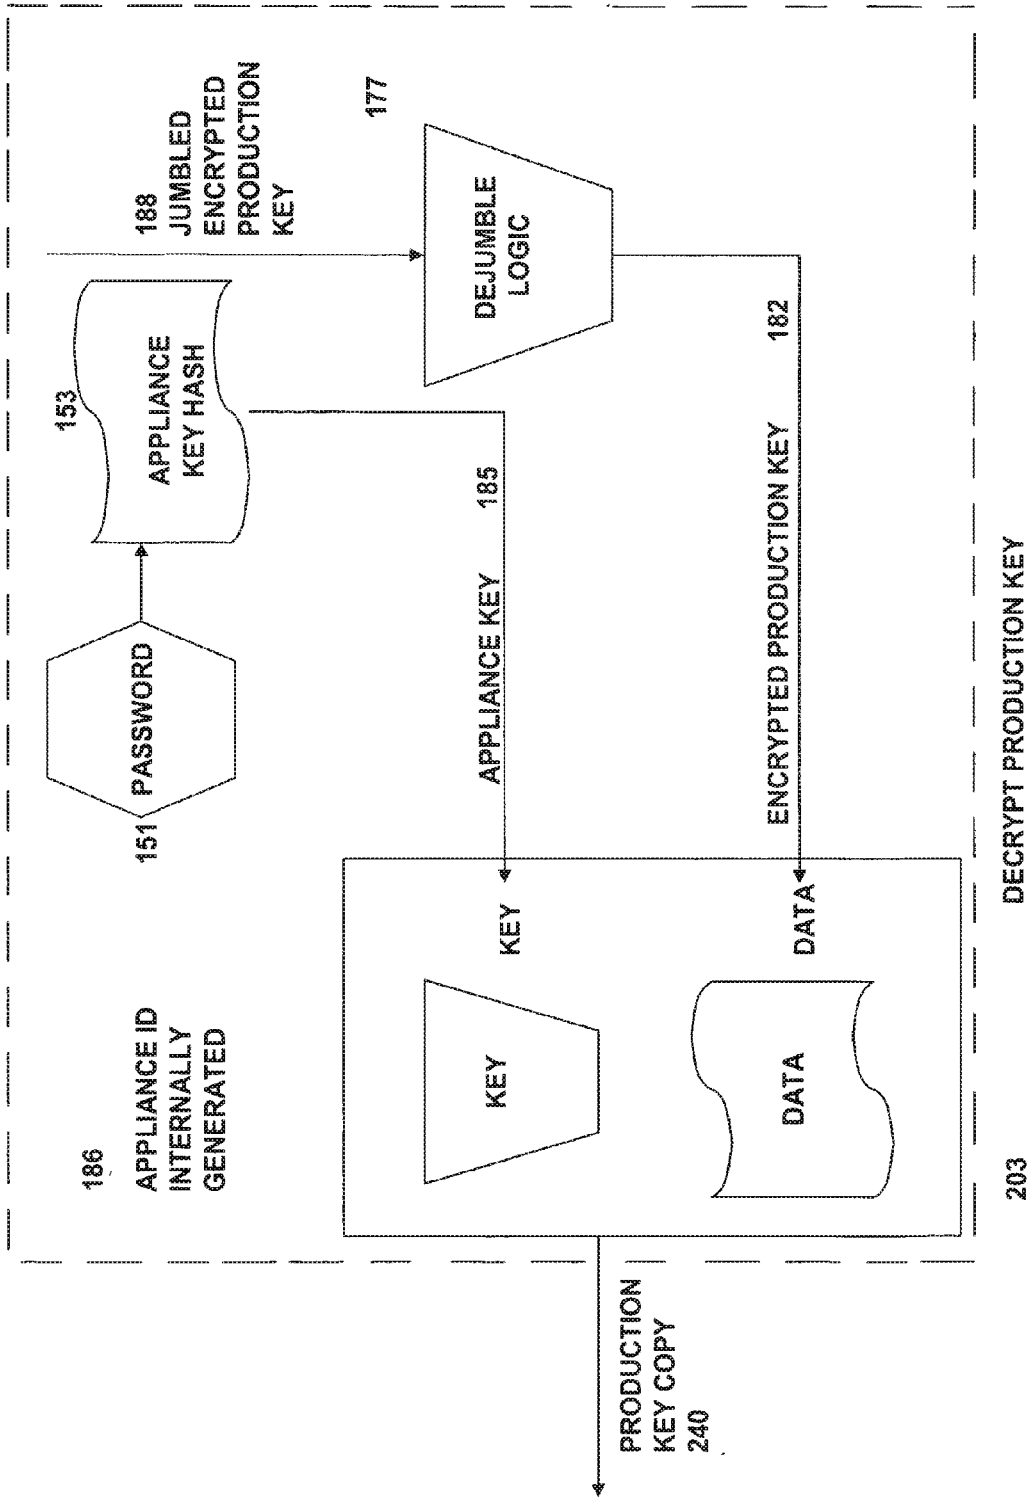 186
APPLIANCE ID
INTERNALLY
GENERATED
151
PASSWORD
153
APPLIANCE
KEY HASH
188
JUMBLED
ENCRYPTED
PRODUCTION
KEY
177
DEJUMBLE
LOGIC
APPLIANCE KEY
185
KEY
KEY
ENCRYPTED PRODUCTION KEY
182
DATA
DATA
PRODUCTION
KEY COPY
240
203
DECRYPT PRODUCTION KEY